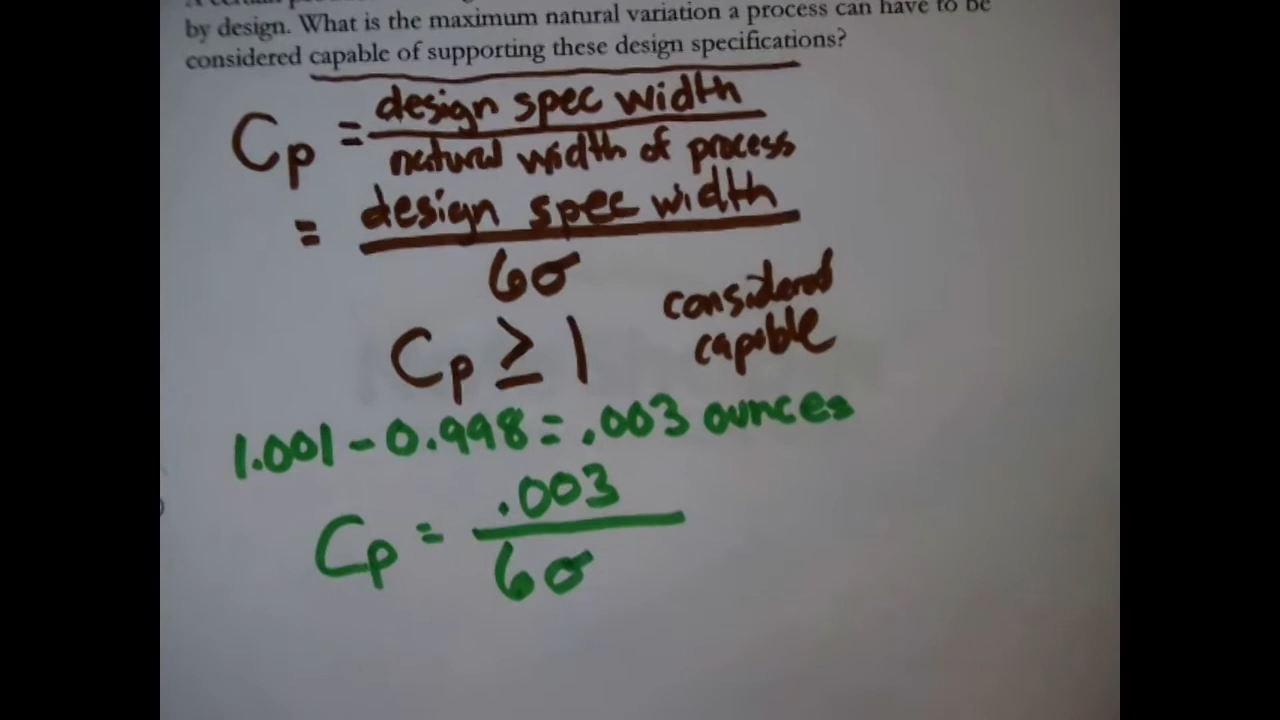 by design. What is the maximum natural variation a process can have to be
considered capable of supporting these design specifications?
Cp = design spec width
natural width of process
= design spec width
6σ
considered
capable
Cp ≥ 1
1.001 - 0.998 = .003 ounces
Cp = .003
6σ